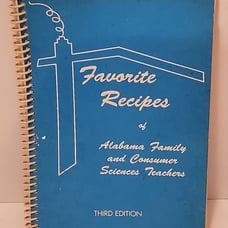 Favorite
Recipes
of
Alabama Family
and Consumer
Sciences Teachers
THIRD EDITION